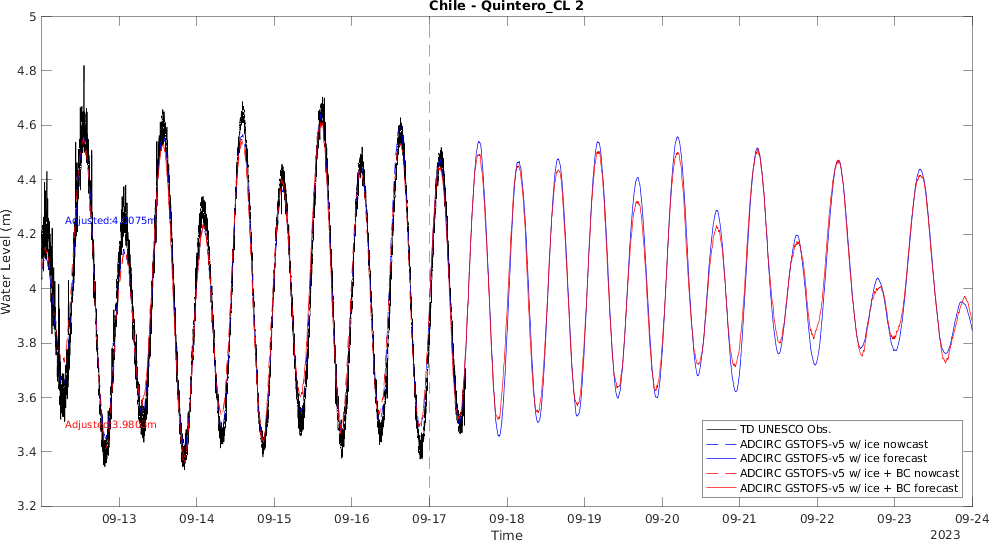 Chile - Quintero_CL 2
5
4.8
4.6
4.4
4.2
4
3.8
3.6
3.4
3.2
Water Level (m)
Adjusted:
Adjusted:
TD UNESCO Obs.
ADCIRC GSTOFS-v5 w/ ice nowcast
ADCIRC GSTOFS-v5 w/ ice forecast
ADCIRC GSTOFS-v5 w/ ice + BC nowcast
ADCIRC GSTOFS-v5 w/ ice + BC forecast
09-13 09-14 09-15 09-16 09-17 09-18 09-19 09-20 09-21 09-22 09-23 09-24
Time
2023